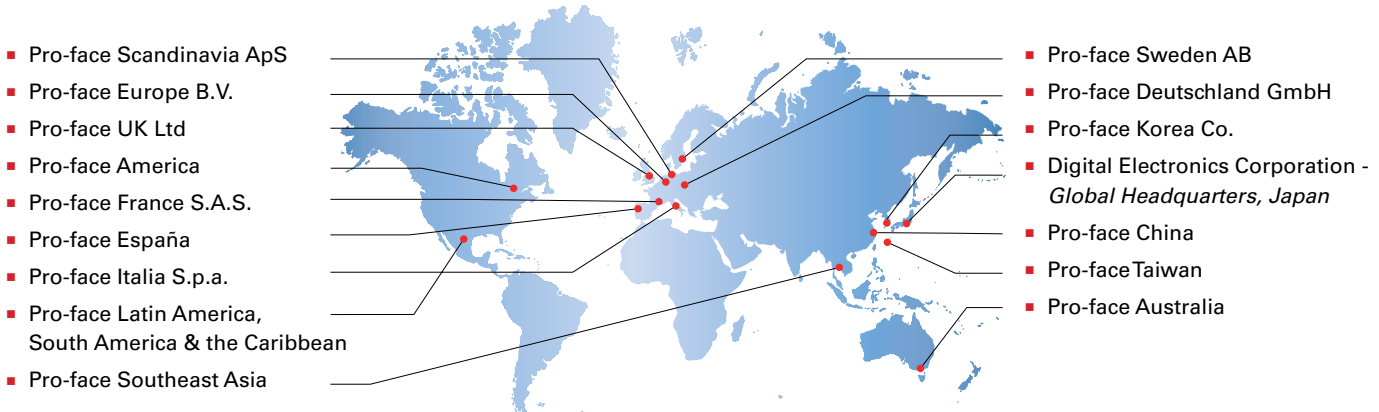 Pro-face Scandinavia ApS
Pro-face Europe B.V.
Pro-face UK Ltd
Pro-face America
Pro-face France S.A.S.
Pro-face España
Pro-face Italia S.p.a.
Pro-face Latin America,
South America & the Caribbean
Pro-face Southeast Asia
Pro-face Sweden AB
Pro-face Deutschland GmbH
Pro-face Korea Co.
Digital Electronics Corporation -
Global Headquarters, Japan
Pro-face China
Pro-face Taiwan
Pro-face Australia